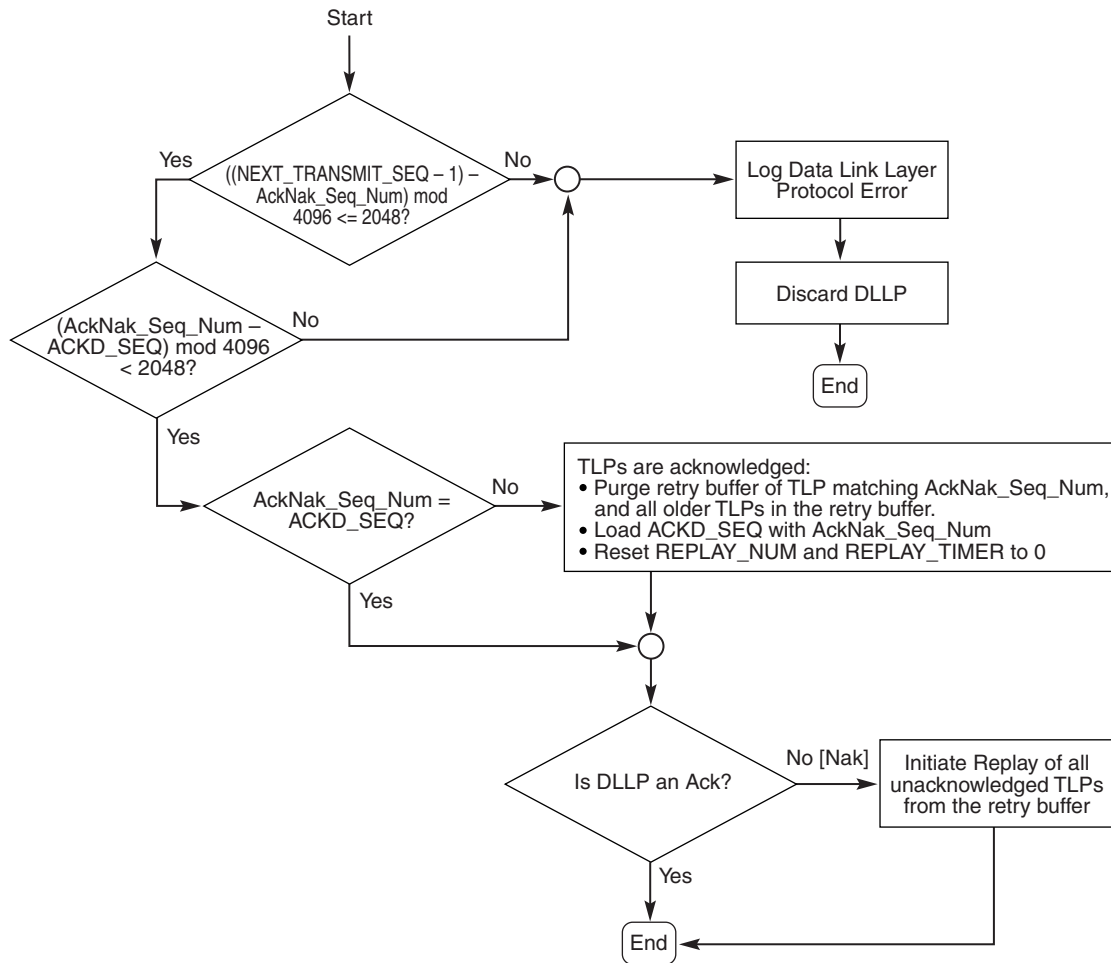 Start
Yes
((NEXT_TRANSMIT_SEQ – 1) –
AckNak_Seq_Num) mod
4096 <= 2048?
No
Log Data Link Layer
Protocol Error
Discard DLLP
End
(AckNak_Seq_Num –
ACKD_SEQ) mod 4096
< 2048?
No
Yes
AckNak_Seq_Num =
ACKD_SEQ?
No
Yes
TLPs are acknowledged:
• Purge retry buffer of TLP matching AckNak_Seq_Num,
and all older TLPs in the retry buffer.
• Load ACKD_SEQ with AckNak_Seq_Num
• Reset REPLAY_NUM and REPLAY_TIMER to 0
Is DLLP an Ack?
No [Nak]
Initiate Replay of all
unacknowledged TLPs
from the retry buffer
Yes
End